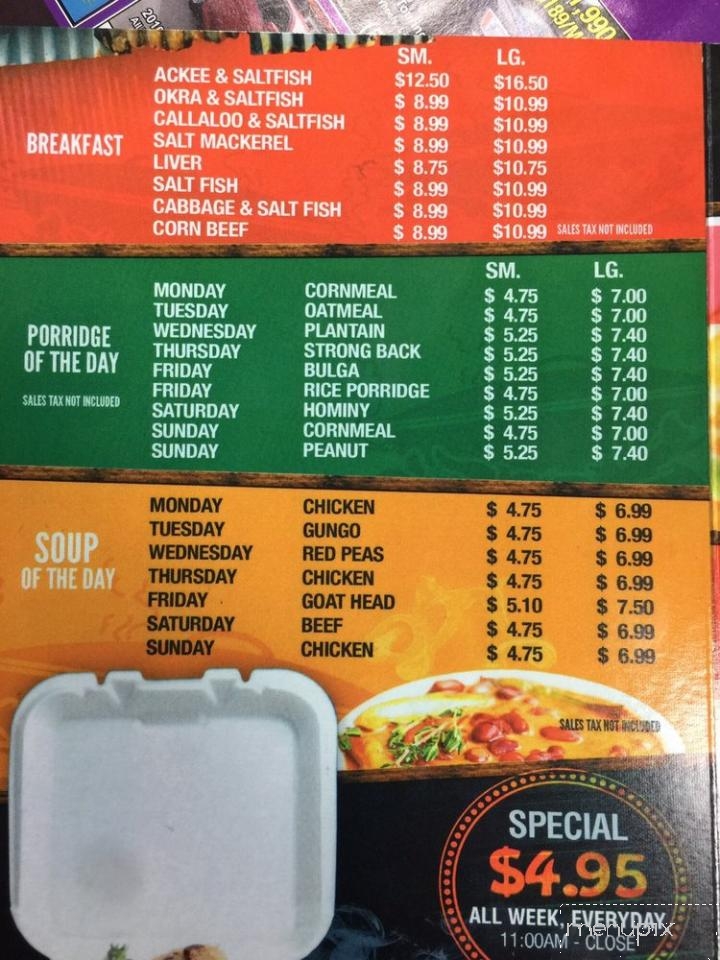 2019
1,990
189/M
SM. LG.
BREAKFAST
ACKEE & SALTFISH $12.50 $16.50
OKRA & SALTFISH $ 8.99 $10.99
CALLALOO & SALTFISH $ 8.99 $10.99
SALT MACKEREL $ 8.99 $10.99
LIVER $ 8.75 $10.75
SALT FISH $ 8.99 $10.99
CABBAGE & SALT FISH $ 8.99 $10.99
CORN BEEF $ 8.99 $10.99 SALES TAX NOT INCLUDED
SM. LG.
PORRIDGE
OF THE DAY
SALES TAX NOT INCLUDED
MONDAY CORNMEAL $ 4.75 $ 7.00
TUESDAY OATMEAL $ 4.75 $ 7.00
WEDNESDAY PLANTAIN $ 5.25 $ 7.40
THURSDAY STRONG BACK $ 5.25 $ 7.40
FRIDAY BULGA $ 5.25 $ 7.40
FRIDAY RICE PORRIDGE $ 4.75 $ 7.00
SATURDAY HOMINY $ 5.25 $ 7.40
SUNDAY CORNMEAL $ 4.75 $ 7.00
SUNDAY PEANUT $ 5.25 $ 7.40
SOUP
OF THE DAY
MONDAY CHICKEN $ 4.75 $ 6.99
TUESDAY GUNGO $ 4.75 $ 6.99
WEDNESDAY RED PEAS $ 4.75 $ 6.99
THURSDAY CHICKEN $ 4.75 $ 6.99
FRIDAY GOAT HEAD $ 5.10 $ 7.50
SATURDAY BEEF $ 4.75 $ 6.99
SUNDAY CHICKEN $ 4.75 $ 6.99
SALES TAX NOT INCLUDED
SPECIAL
$4.95
ALL WEEK, EVERYDAY
11:00AM - CLOSE
menupix